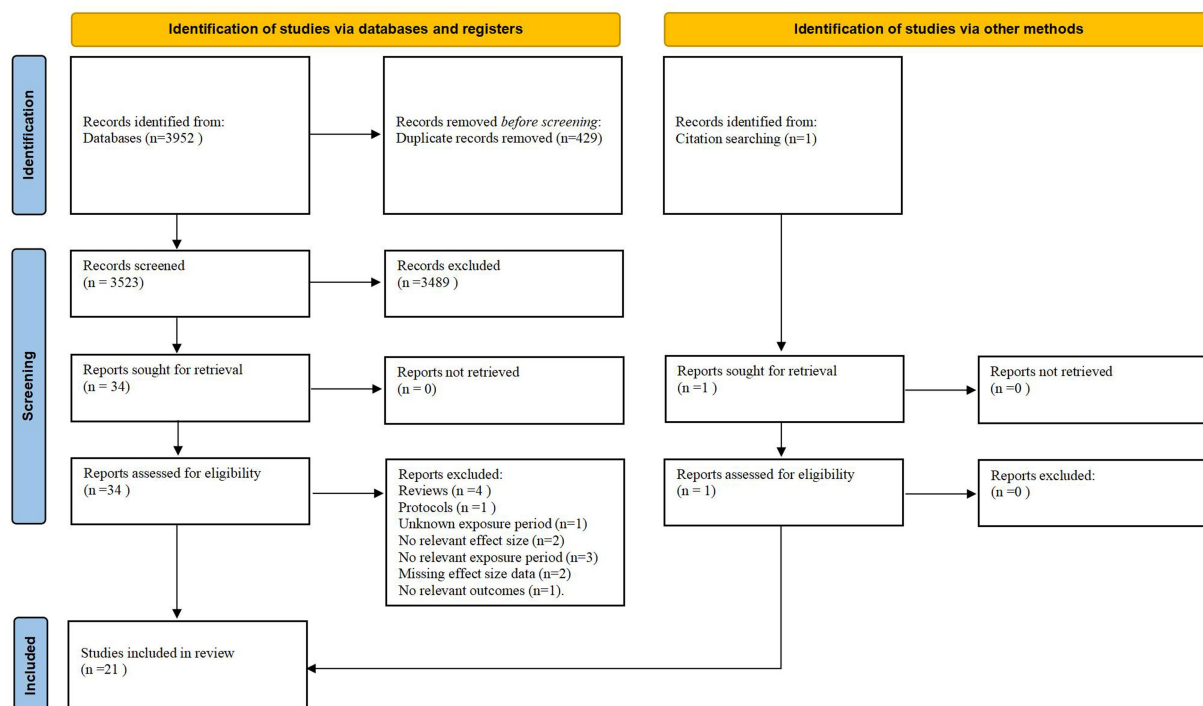 Identification of studies via databases and registers
Identification of studies via other methods
Identification
Records identified from:
Databases (n=3952 )
Records removed before screening:
Duplicate records removed (n=429)
Records identified from:
Citation searching (n=1)
Screening
Records screened
(n = 3523)
Records excluded
(n =3489 )
Reports sought for retrieval
(n = 34)
Reports not retrieved
(n = 0)
Reports sought for retrieval
(n =1 )
Reports not retrieved
(n =0 )
Reports assessed for eligibility
(n =34 )
Reports excluded:
Reviews (n =4 )
Protocols (n =1 )
Unknown exposure period (n=1)
No relevant effect size (n=2)
No relevant exposure period (n=3)
Missing effect size data (n=2)
No relevant outcomes (n=1).
Reports assessed for eligibility
(n = 1)
Reports excluded:
(n =0 )
Included
Studies included in review
(n =21 )